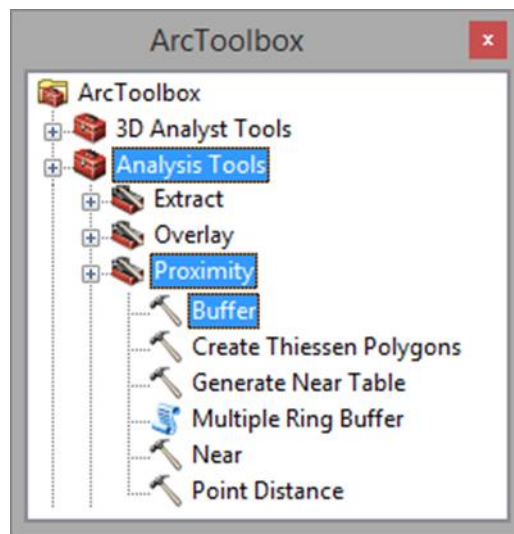 ArcToolbox
x
ArcToolbox
3D Analyst Tools
Analysis Tools
Extract
Overlay
Proximity
Buffer
Create Thiessen Polygons
Generate Near Table
Multiple Ring Buffer
Near
Point Distance